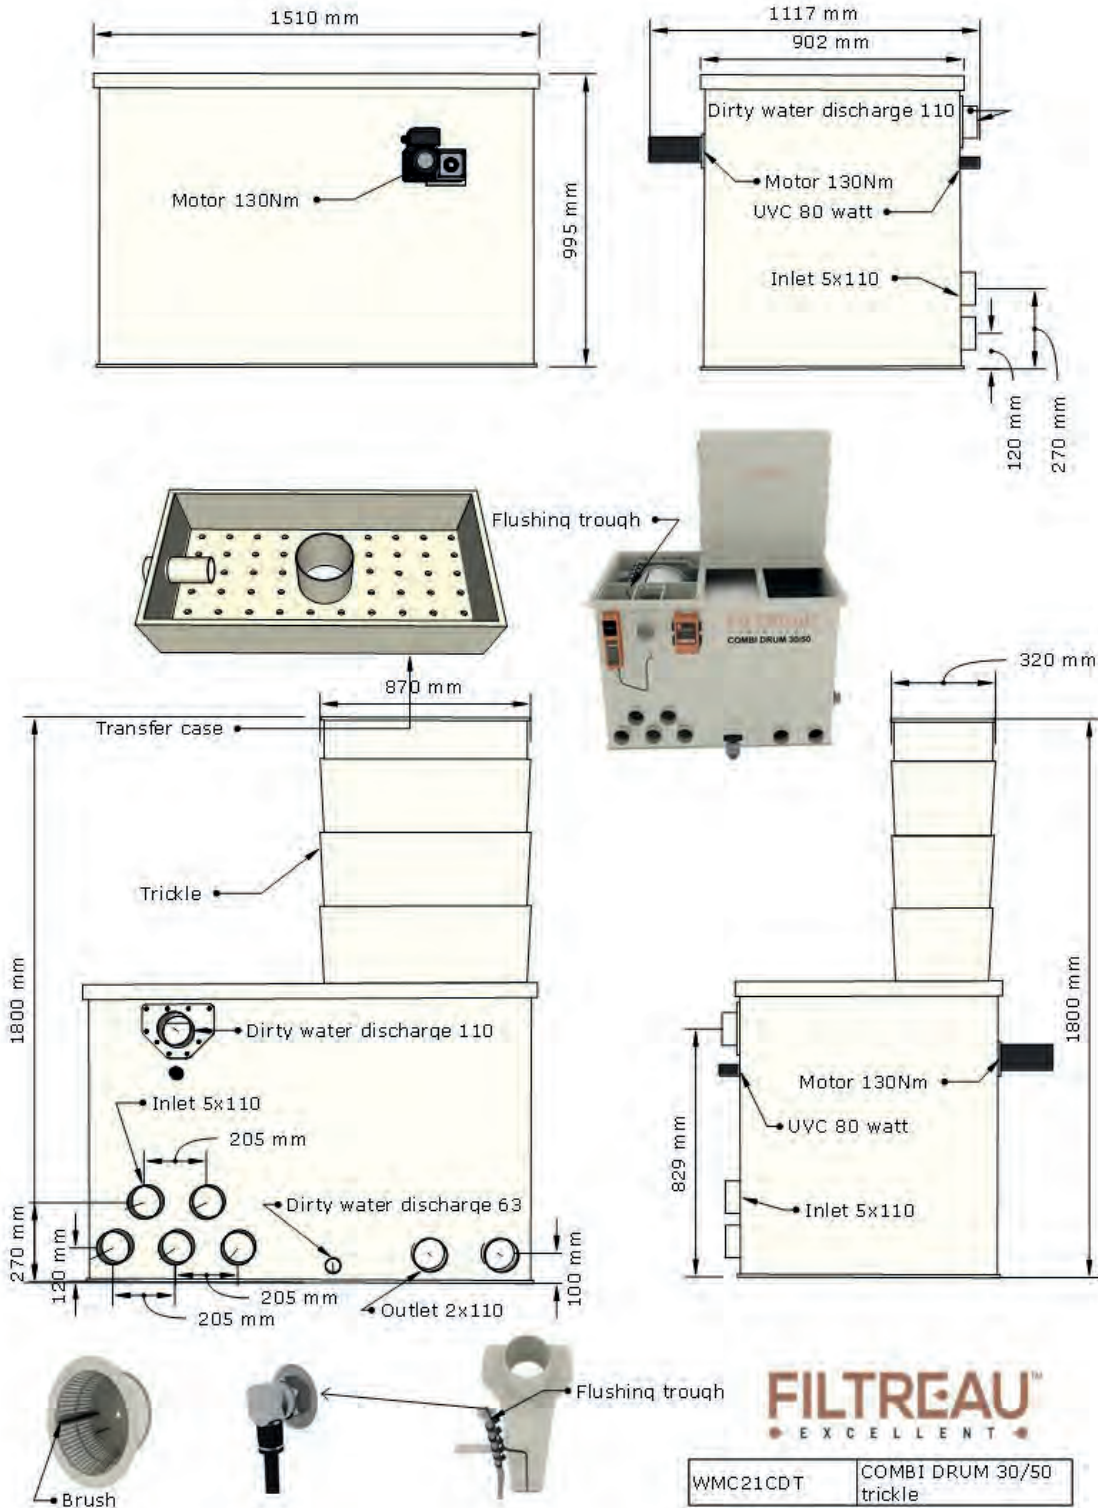 1510 mm
1117 mm
902 mm
Dirty water discharge 110
Motor 130Nm
Motor 130Nm
UVC 80 watt
995 mm
Inlet 5x110
120 mm
270 mm
Flushing trough
FILTREAU
COMBI DRUM 30/50
870 mm
320 mm
Transfer case
Trickle
1800 mm
1800 mm
Dirty water discharge 110
Motor 130Nm
Inlet 5x110
UVC 80 watt
205 mm
829 mm
Dirty water discharge 63
Inlet 5x110
270 mm
120 mm
100 mm
205 mm
Outlet 2x110
205 mm
Flushing trough
FILTREAU™
EXCELLENT
WMC21CDT
COMBI DRUM 30/50
trickle
Brush